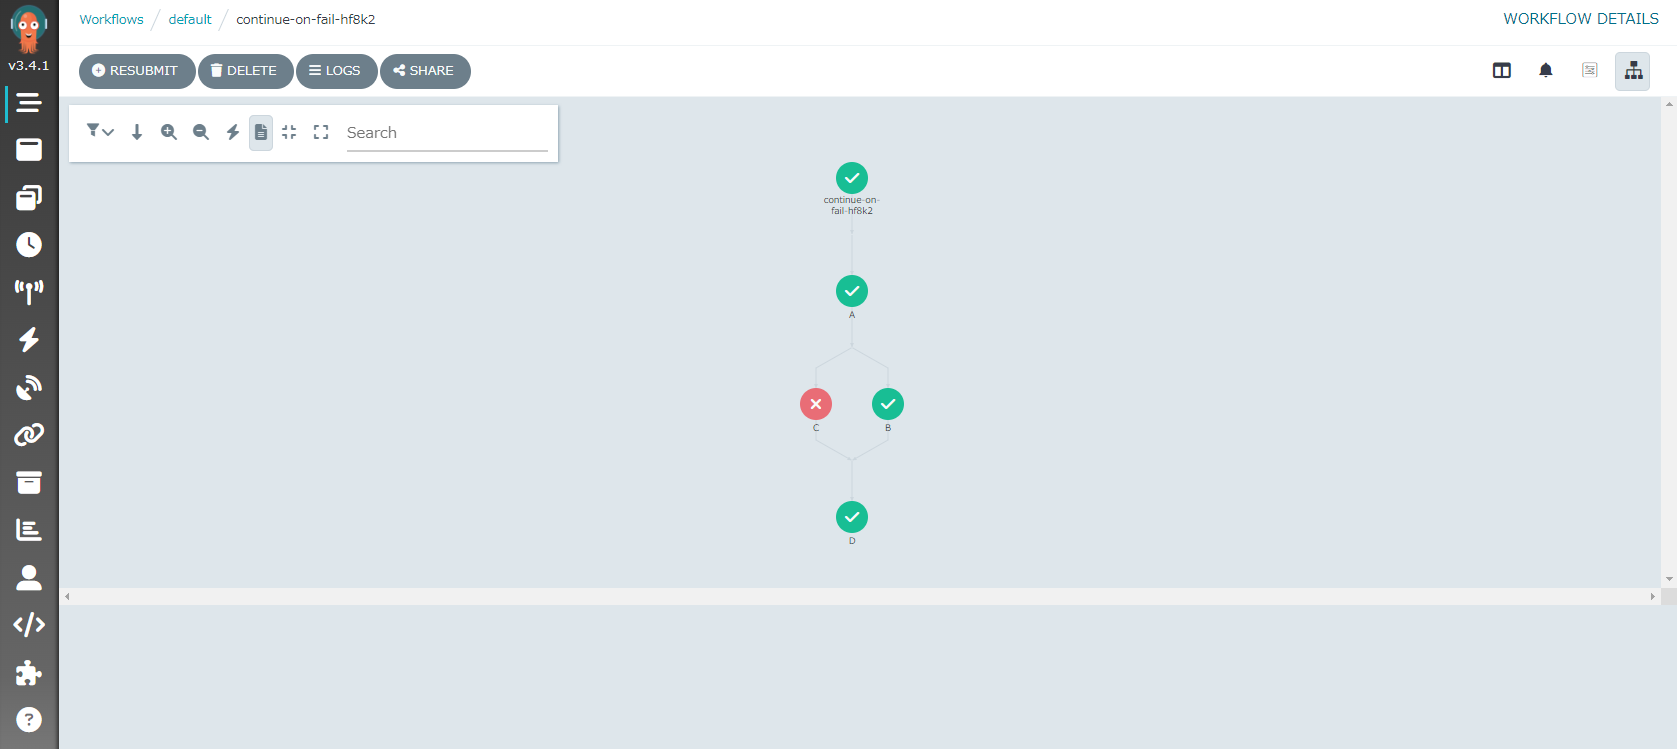 Workflows / default / continue-on-fail-hf8k2
WORKFLOW DETAILS
v3.4.1
RESUBMIT DELETE LOGS SHARE
Search
continue-on-
fail-hf8k2
A
C B
D